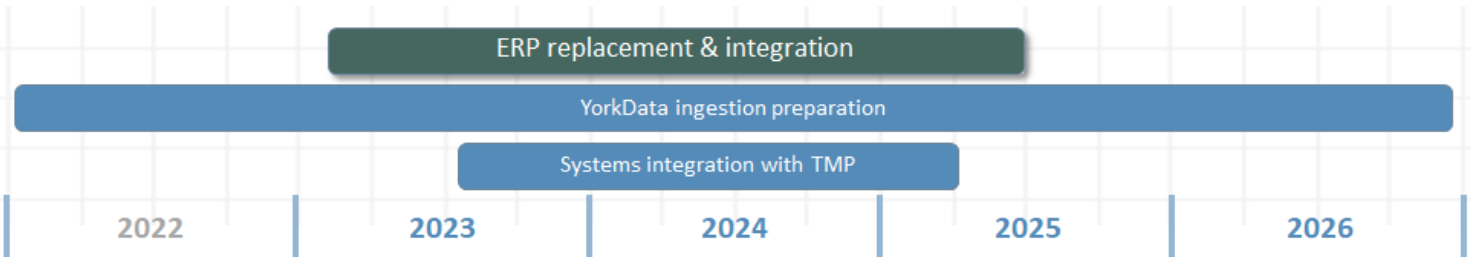 ERP replacement & integration
YorkData ingestion preparation
Systems integration with TMP
2022 2023 2024 2025 2026